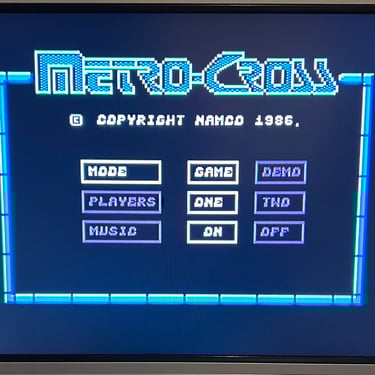 METRO-CROSS
© COPYRIGHT NAMCO 1986.
MODE GAME DEMO
PLAYERS ONE TWO
MUSIC ON OFF